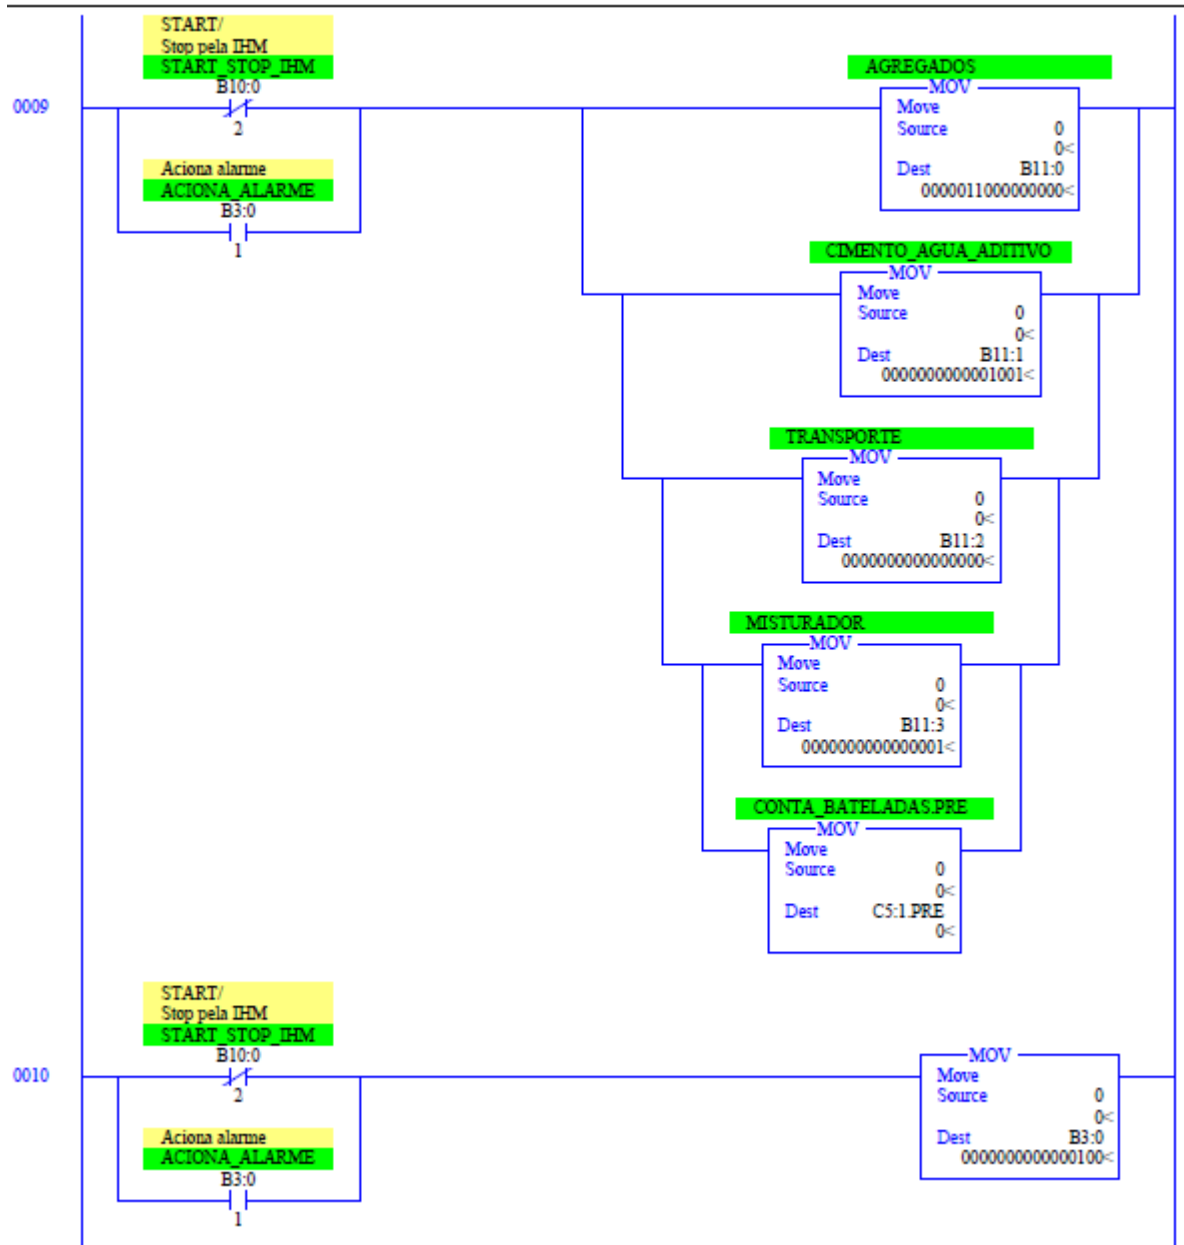 START/
Stop pela IHM
START_STOP_IHM
B10:0
0009
2
Aciona alarme
ACIONA_ALARME
B3:0
1
AGREGADOS
MOV
Move
Source 0
0<
Dest B11:0
0000011000000000<
CIMENTO_AGUA_ADITIVO
MOV
Move
Source 0
0<
Dest B11:1
0000000000001001<
TRANSPORTE
MOV
Move
Source 0
0<
Dest B11:2
0000000000000000<
MISTURADOR
MOV
Move
Source 0
0<
Dest B11:3
0000000000000001<
CONTA_BATELADAS.PRE
MOV
Move
Source 0
0<
Dest C5:1.PRE
0<
START/
Stop pela IHM
START_STOP_IHM
B10:0
0010
2
Aciona alarme
ACIONA_ALARME
B3:0
1
MOV
Move
Source 0
0<
Dest B3:0
0000000000000100<